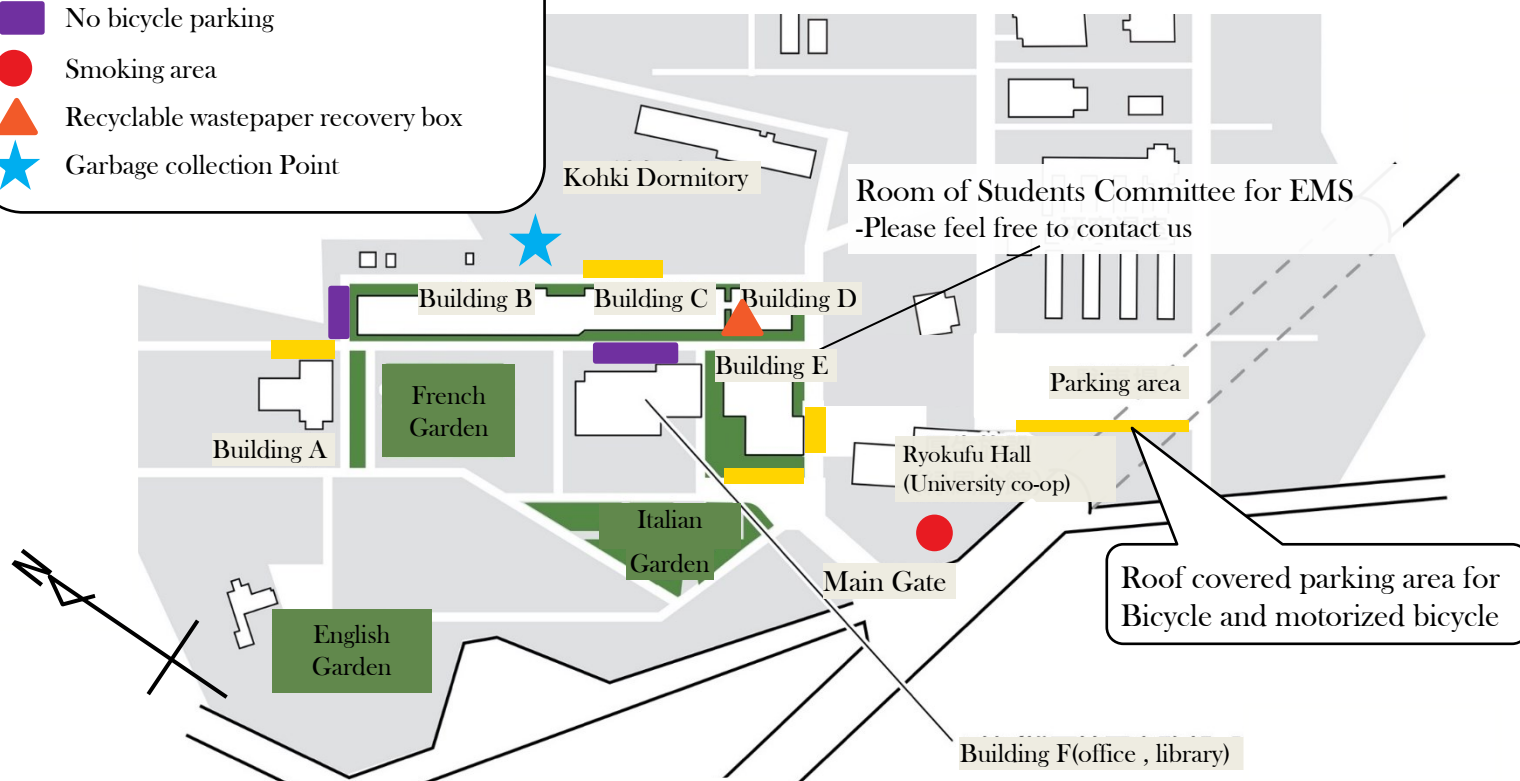 No bicycle parking
Smoking area
Recyclable wastepaper recovery box
Garbage collection Point
Kohki Dormitory
Room of Students Committee for EMS
-Please feel free to contact us
Building B
Building C
Building D
Building E
French
Garden
Parking area
Building A
Ryokufu Hall
(University co-op)
Italian
Garden
Main Gate
Roof covered parking area for
Bicycle and motorized bicycle
English
Garden
N
Building F(office , library)